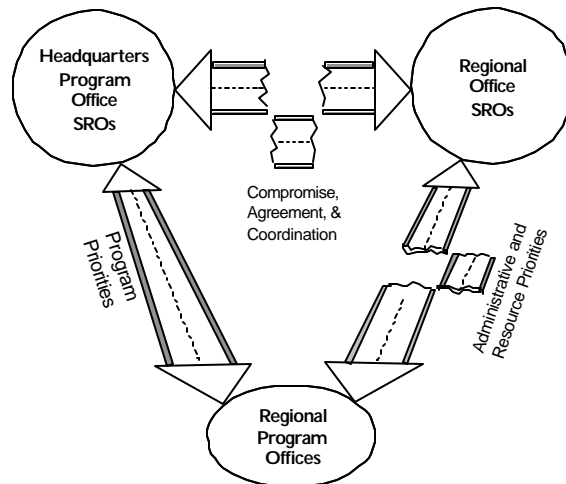 Headquarters
Program
Office
SROs
Regional
Office
SROs
Compromise,
Agreement, &
Coordination
Program
Priorities
Administrative and
Resource Priorities
Regional
Program
Offices